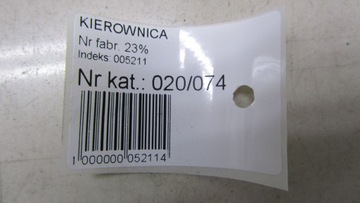 KIEROWNICA
Nr fabr. 23%
Indeks: 005211
Nr kat.: 020/074
1 000000 052114